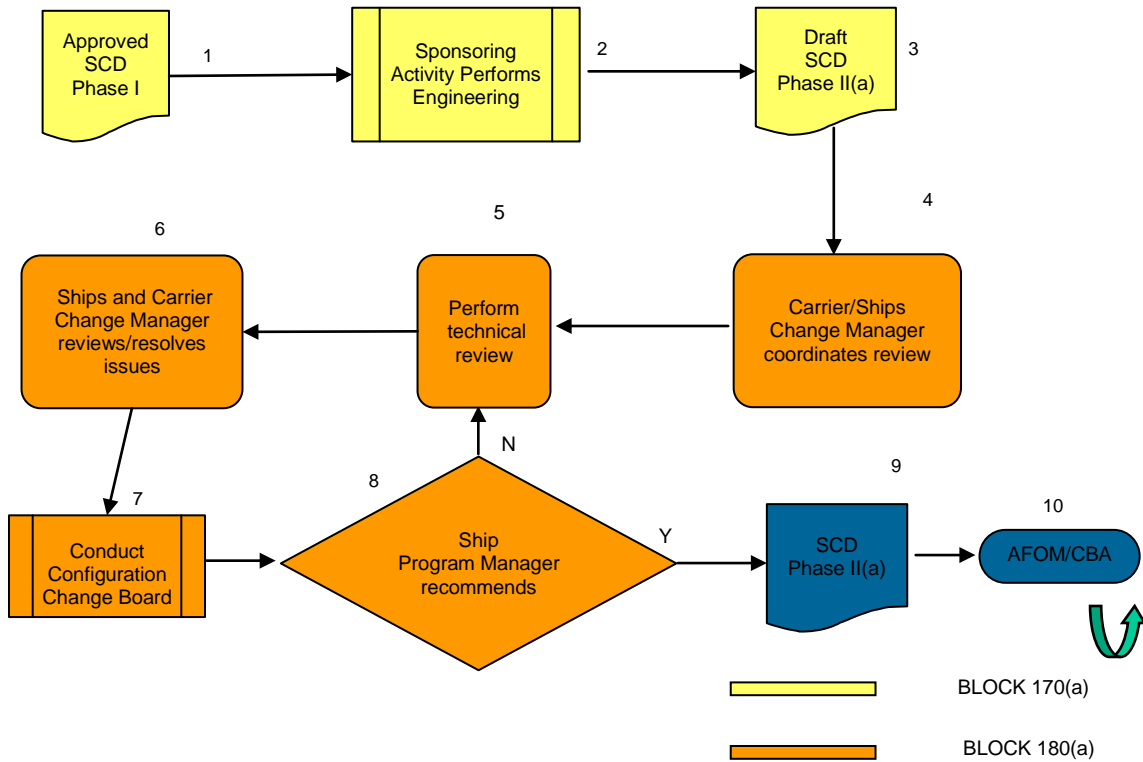 Approved
SCD
Phase I
1
Sponsoring
Activity Performs
Engineering
2
Draft
SCD
Phase II(a)
3
4
Carrier/Ships
Change Manager
coordinates review
5
Perform
technical
review
6
Ships and Carrier
Change Manager
reviews/resolves
issues
7
Conduct
Configuration
Change Board
8
Ship
Program Manager
recommends
N
Y
9
SCD
Phase II(a)
10
AFOM/CBA
BLOCK 170(a)
BLOCK 180(a)